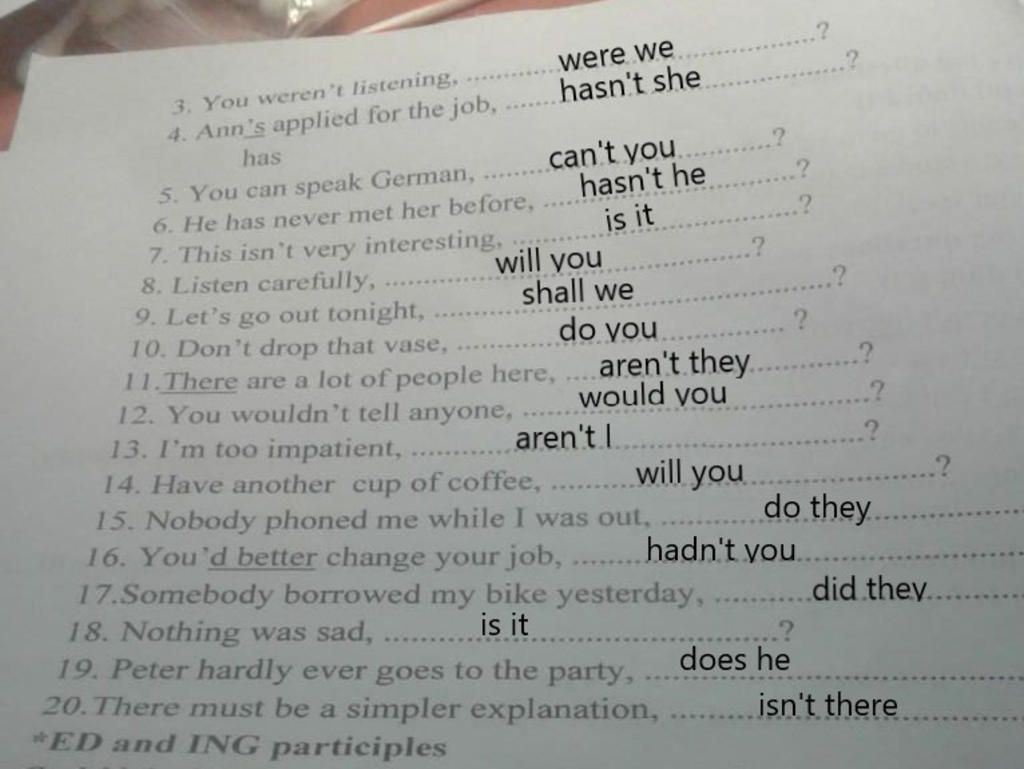 3. You weren't listening, .......... were we ..........?
4. Ann's applied for the job, .......... hasn't she ..........?
has
5. You can speak German, .......... can't you ..........?
6. He has never met her before, .......... hasn't he ..........?
7. This isn't very interesting, .......... is it ..........?
8. Listen carefully, .......... will you ..........?
9. Let's go out tonight, .......... shall we ..........?
10. Don't drop that vase, .......... do you ..........?
11. There are a lot of people here, .......... aren't they ..........?
12. You wouldn't tell anyone, .......... would you ..........?
13. I'm too impatient, .......... aren't I ..........?
14. Have another cup of coffee, .......... will you ..........?
15. Nobody phoned me while I was out, .......... do they ..........
16. You'd better change your job, .......... hadn't you ..........
17. Somebody borrowed my bike yesterday, .......... did they ..........
18. Nothing was sad, .......... is it ..........?
19. Peter hardly ever goes to the party, .......... does he ..........
20. There must be a simpler explanation, .......... isn't there ..........
*ED and ING participles